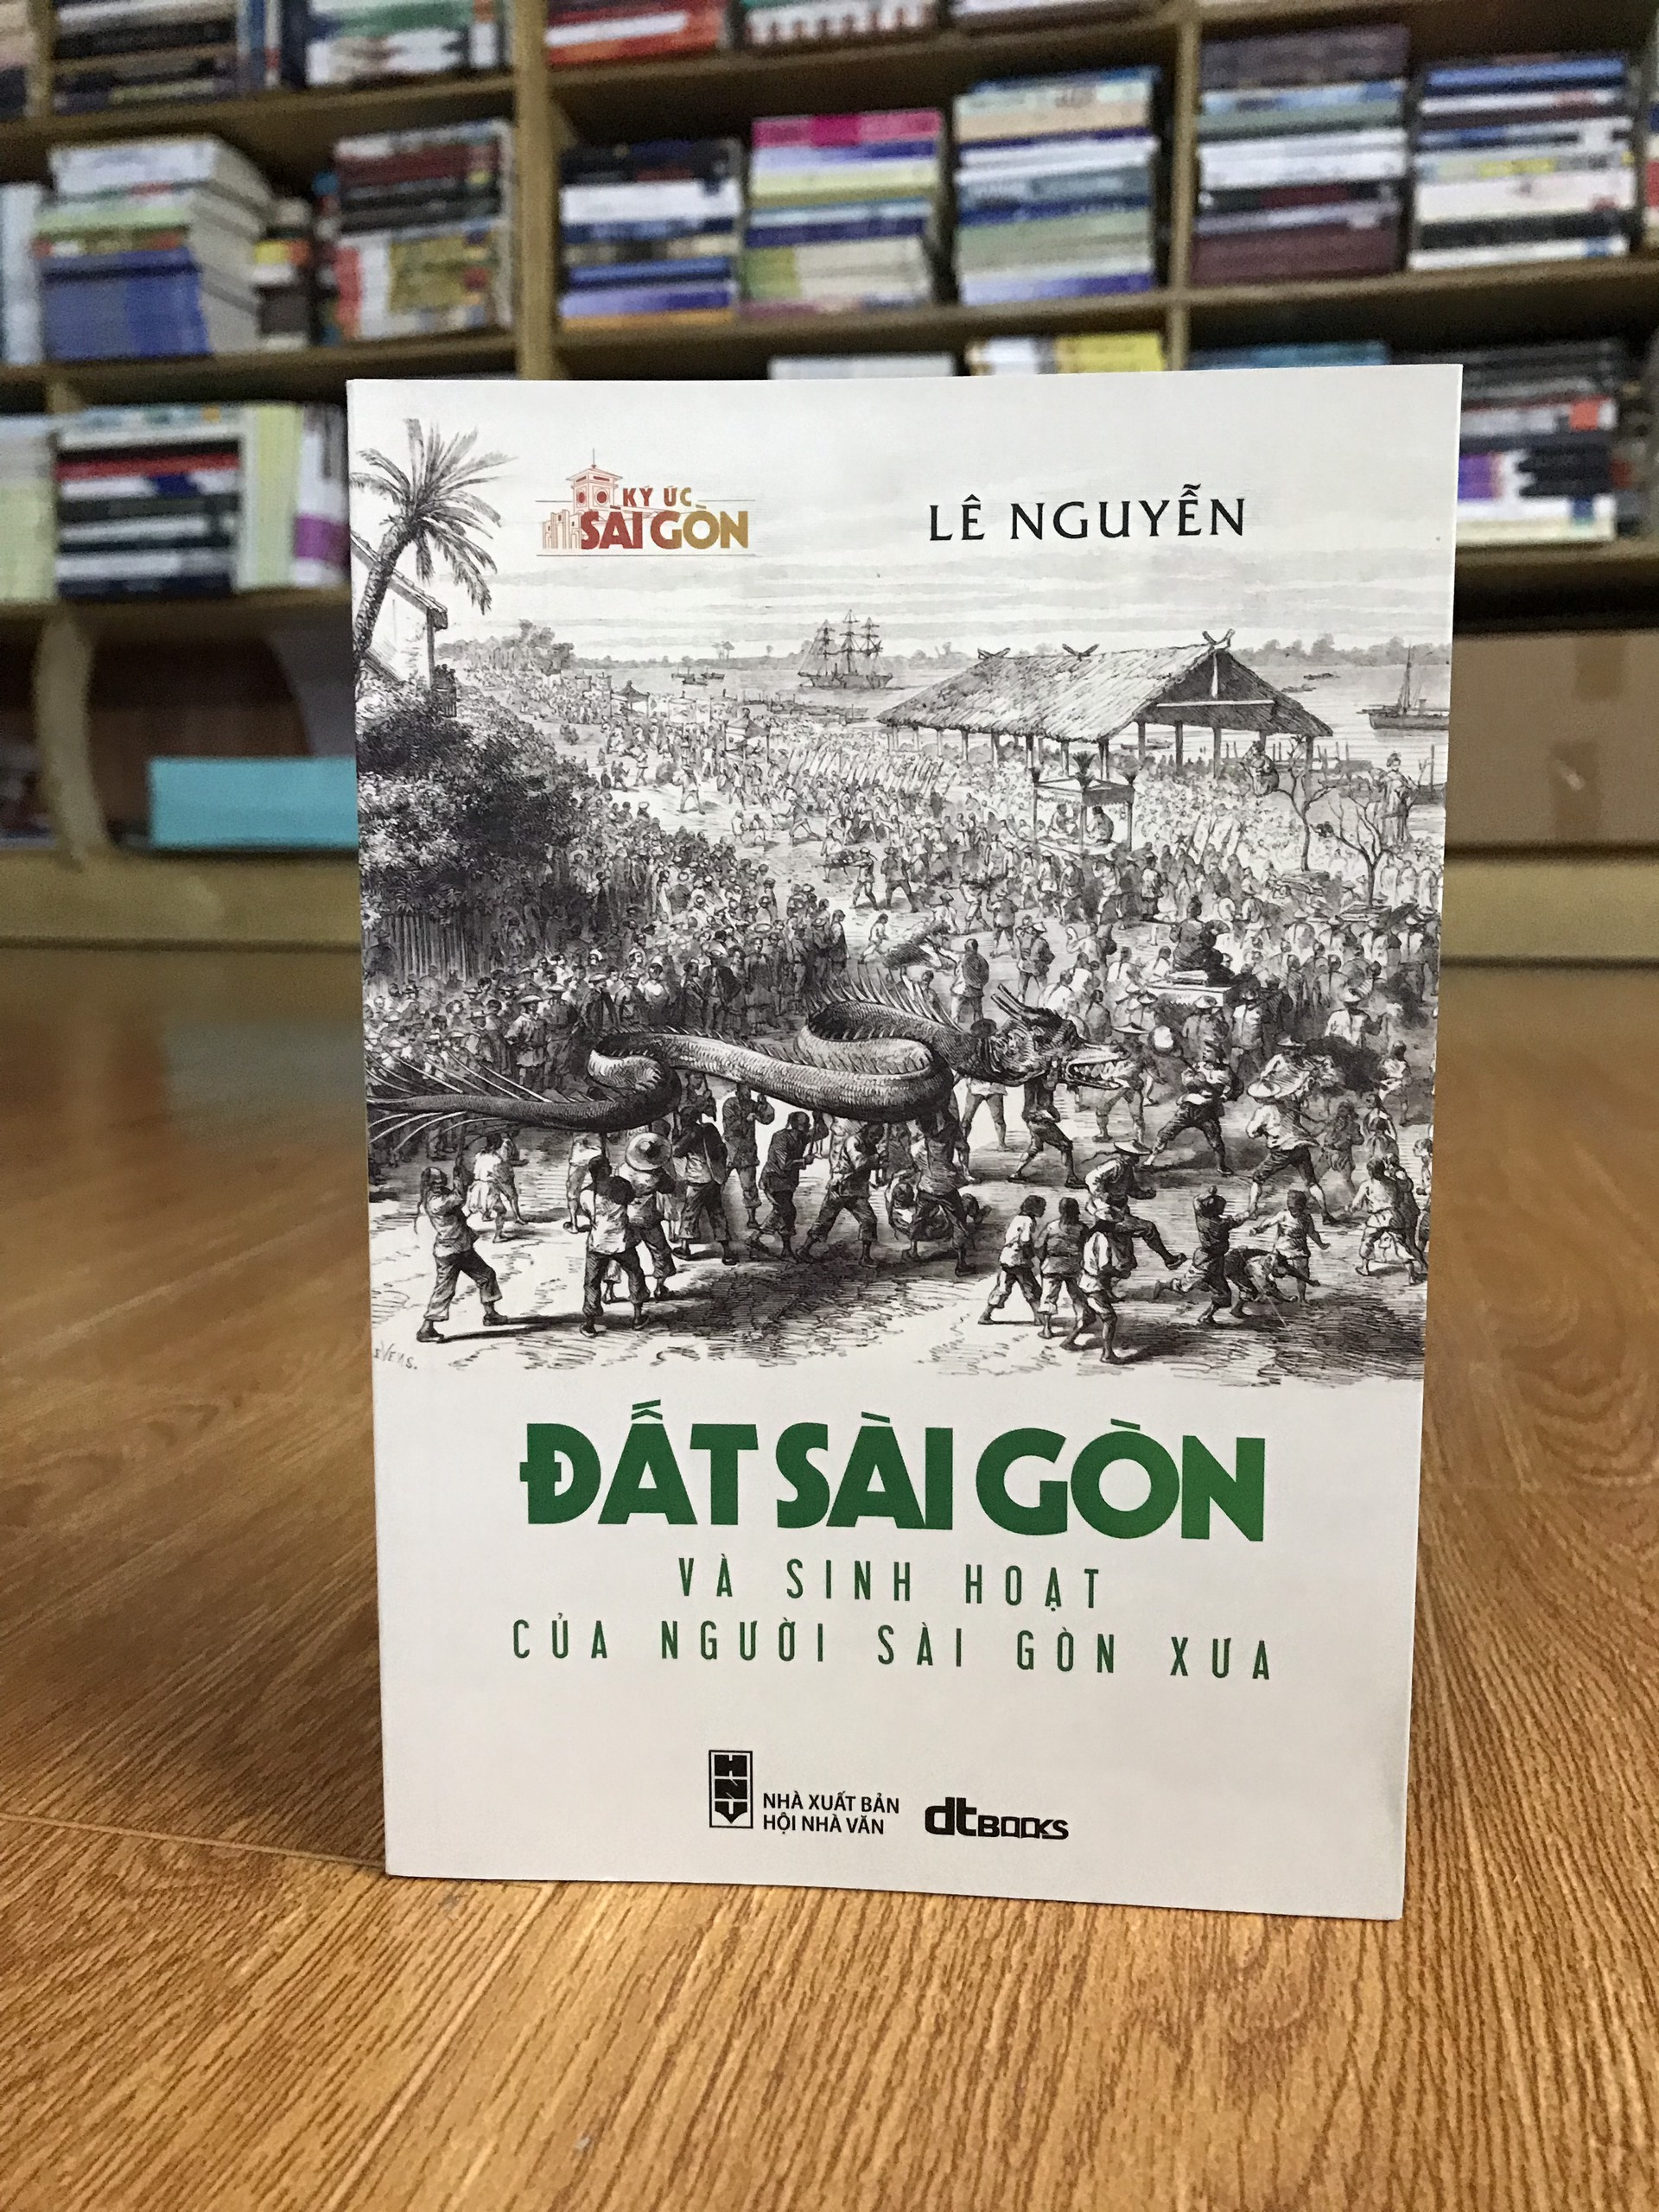 KÝ ỨC
SÀI GÒN
LÊ NGUYỄN
ĐẤT SÀI GÒN
VÀ SINH HOẠT
CỦA NGƯỜI SÀI GÒN XƯA
HNV
NHÀ XUẤT BẢN
HỘI NHÀ VĂN
dtBOOKS